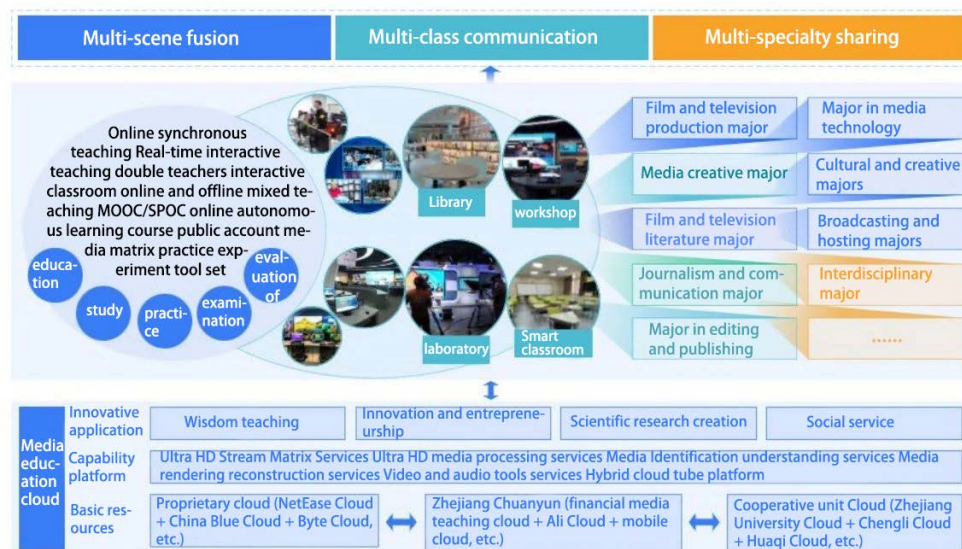 Multi-scene fusion
Multi-class communication
Multi-specialty sharing
Online synchronous
teaching Real-time interactive
teaching double teachers interactive
classroom online and offline mixed te-
aching MOOC/SPOC online autonomo-
us learning course public account me-
dia matrix practice exp-
eriment tool set
educa-
tion
study
practi-
ce
exami-
nation
eval-
uation of
Library
workshop
laboratory
Smart
classroom
Film and television
production major
Major in media
technology
Media creative major
Cultural and creative
majors
Film and television
literature major
Broadcasting and
hosting majors
Journalism and com-
munication major
Interdisciplinary
major
Major in editing
and publishing
......
Media
educ-
ation
cloud
Innovative
application
Wisdom teaching
Innovation and entreprene-
urship
Scientific research creation
Social service
Capability
platform
Ultra HD Stream Matrix Services Ultra HD media processing services Media Identification understanding services Media
rendering reconstruction services Video and audio tools services Hybrid cloud tube platform
Basic res-
ources
Proprietary cloud (NetEase Cloud
+ China Blue Cloud + Byte Cloud,
etc.)
Zhejiang Chuanyun (financial media
teaching cloud + Ali Cloud + mobile
cloud, etc.)
Cooperative unit Cloud (Zhejiang
University Cloud + Chengli Cloud
+ Huaqi Cloud, etc.)